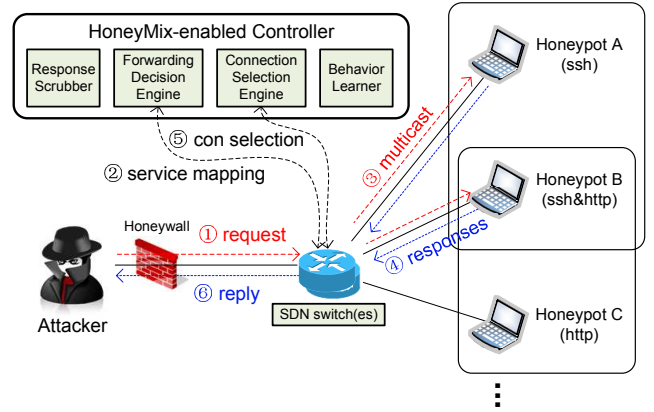 HoneyMix-enabled Controller
Response
Scrubber
Forwarding
Decision
Engine
Connection
Selection
Engine
Behavior
Learner
⑤ con selection
② service mapping
③ multicast
Honeypot A
(ssh)
Honeypot B
(ssh&http)
④ responses
Honeywall
① request
⑥ reply
Attacker
SDN switch(es)
Honeypot C
(http)